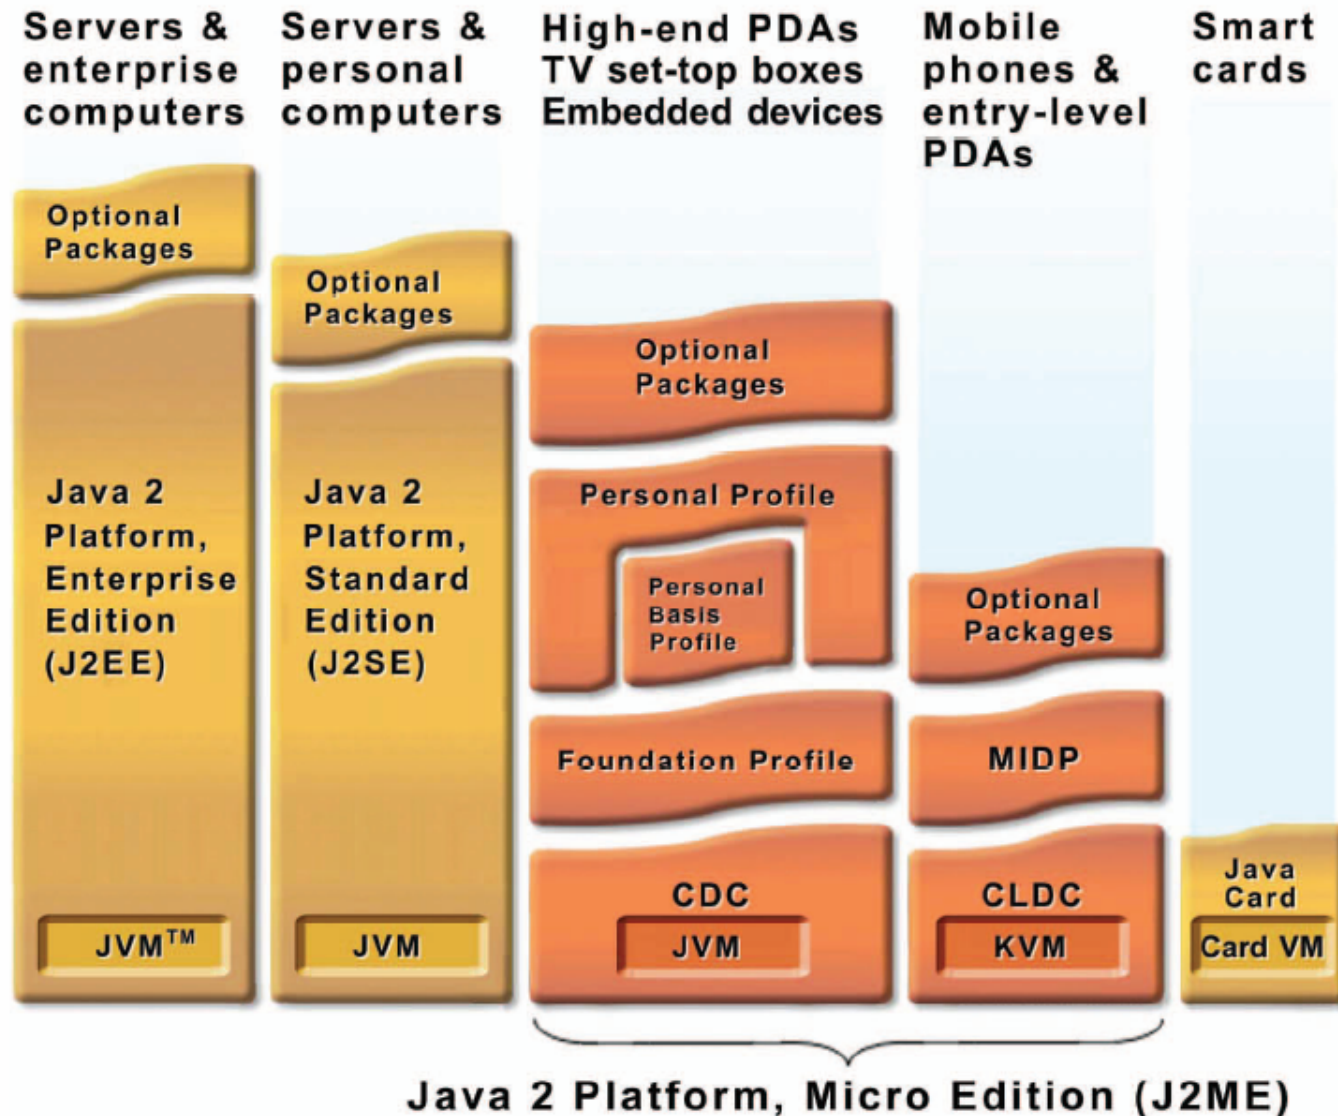 Servers &
enterprise
computers
Servers &
personal
computers
High-end PDAs
TV set-top boxes
Embedded devices
Mobile
phones &
entry-level
PDAs
Smart
cards
Optional
Packages
Java 2
Platform,
Enterprise
Edition
(J2EE)
JVM™
Optional
Packages
Java 2
Platform,
Standard
Edition
(J2SE)
JVM
Optional
Packages
Personal Profile
Personal
Basis
Profile
Foundation Profile
CDC
JVM
Optional
Packages
MIDP
CLDC
KVM
Java
Card
Card VM
Java 2 Platform, Micro Edition (J2ME)